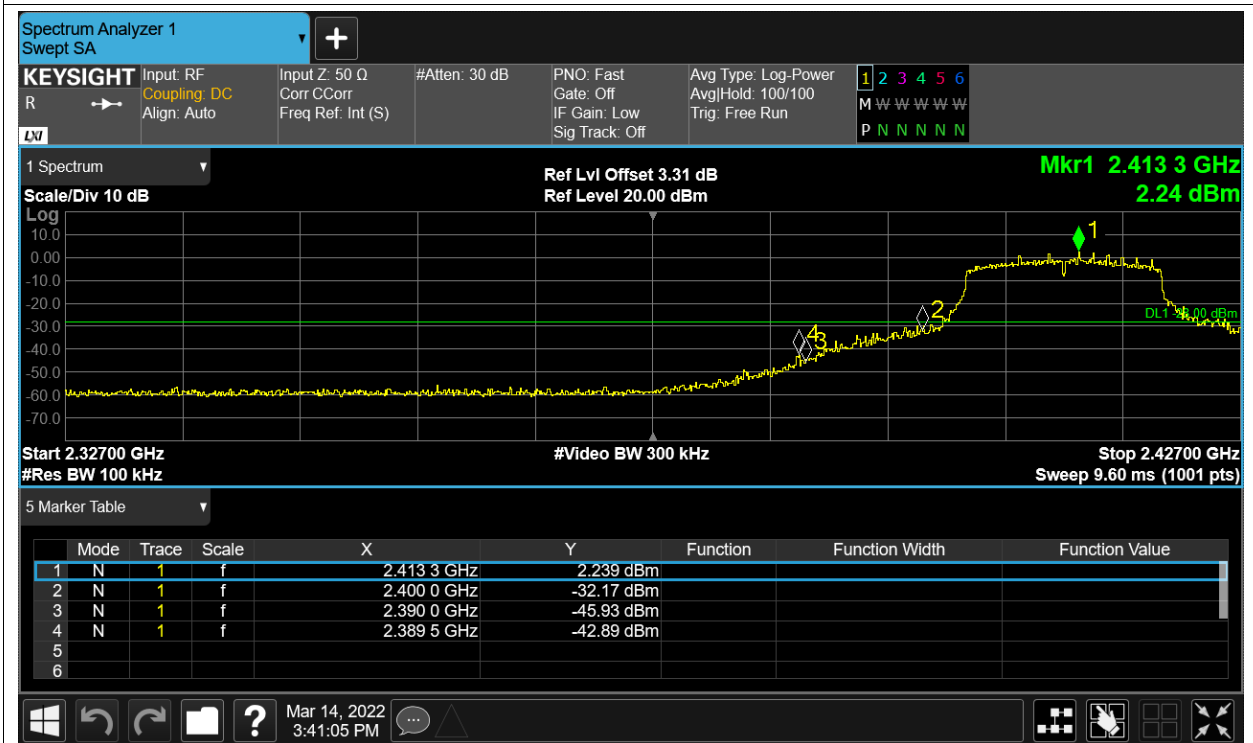 Spectrum Analyzer 1
Swept SA
KEYSIGHT
R
LXI
Input: RF
Coupling: DC
Align: Auto
Input Z: 50 Ω
Corr CCorr
Freq Ref: Int (S)
#Atten: 30 dB
PNO: Fast
Gate: Off
IF Gain: Low
Sig Track: Off
Avg Type: Log-Power
Avg|Hold: 100/100
Trig: Free Run
1 2 3 4 5 6
M W W W W W
P N N N N N
1 Spectrum
Scale/Div 10 dB
Ref Lvl Offset 3.31 dB
Ref Level 20.00 dBm
Mkr1 2.413 3 GHz
2.24 dBm
Log
10.0
0.00
-10.0
-20.0
-30.0
-40.0
-50.0
-60.0
-70.0
1
2
4
3
DL1 -28.00 dBm
Start 2.32700 GHz
#Video BW 300 kHz
Stop 2.42700 GHz
#Res BW 100 kHz
Sweep 9.60 ms (1001 pts)
5 Marker Table
Mode Trace Scale X Y Function Function Width Function Value
1 N 1 f 2.413 3 GHz 2.239 dBm
2 N 1 f 2.400 0 GHz -32.17 dBm
3 N 1 f 2.390 0 GHz -45.93 dBm
4 N 1 f 2.389 5 GHz -42.89 dBm
5
6
?
Mar 14, 2022
3:41:05 PM